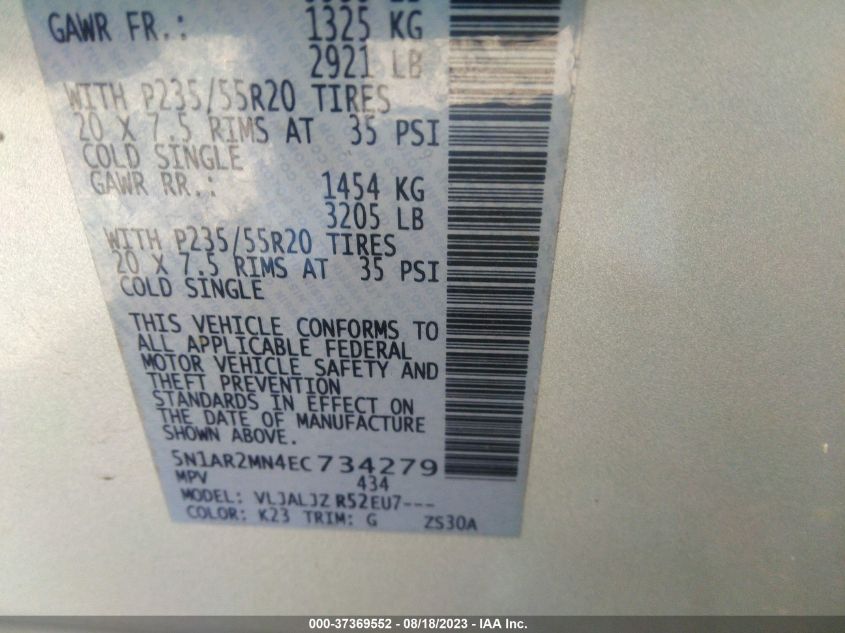 GAWR FR.: 1325 KG
2921 LB
WITH P235/55R20 TIRES
20 X 7.5 RIMS AT 35 PSI
COLD SINGLE
GAWR RR.: 1454 KG
3205 LB
WITH P235/55R20 TIRES
20 X 7.5 RIMS AT 35 PSI
COLD SINGLE
THIS VEHICLE CONFORMS TO
ALL APPLICABLE FEDERAL
MOTOR VEHICLE SAFETY AND
THEFT PREVENTION
STANDARDS IN EFFECT ON
THE DATE OF MANUFACTURE
SHOWN ABOVE.
5N1AR2MN4EC734279
MPV 434
MODEL: VLJALJZ R52EU7---
COLOR: K23 TRIM: G ZS30A
000-37369552 - 08/18/2023 - IAA Inc.